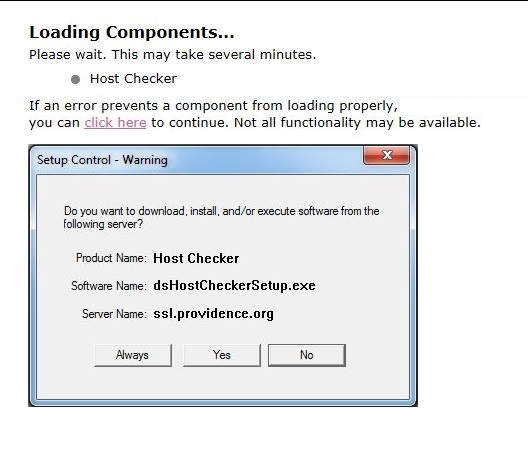 Loading Components...
Please wait. This may take several minutes.
Host Checker
If an error prevents a component from loading properly,
you can click here to continue. Not all functionality may be available.
Setup Control - Warning
Do you want to download, install, and/or execute software from the
following server?
Product Name: Host Checker
Software Name: dsHostCheckerSetup.exe
Server Name: ssl.providence.org
Always Yes No